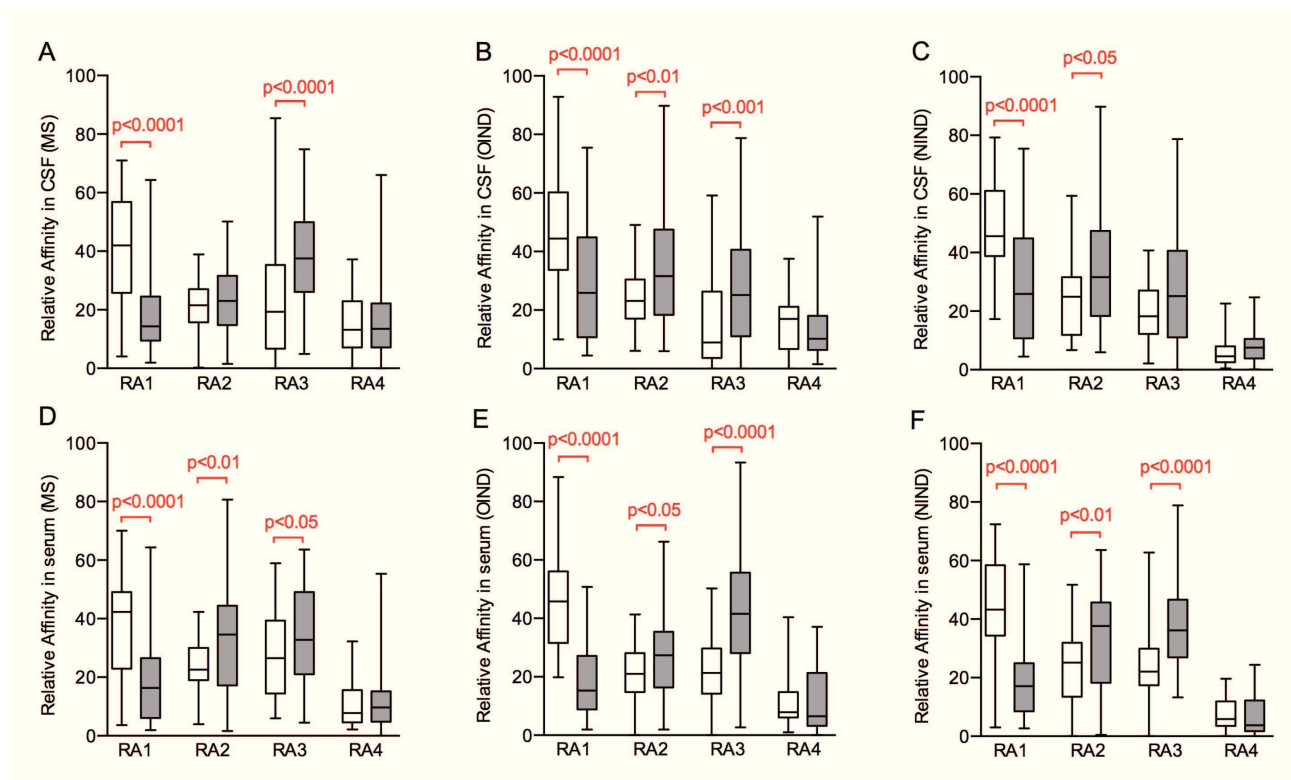 A
Relative Affinity in CSF (MS)
100
80
60
40
20
0
p<0.0001
p<0.0001
RA1 RA2 RA3 RA4
B
Relative Affinity in CSF (OIND)
100
80
60
40
20
0
p<0.0001
p<0.01
p<0.001
RA1 RA2 RA3 RA4
C
Relative Affinity in CSF (NIND)
100
80
60
40
20
0
p<0.0001
p<0.05
RA1 RA2 RA3 RA4
D
Relative Affinity in serum (MS)
100
80
60
40
20
0
p<0.0001
p<0.01
p<0.05
RA1 RA2 RA3 RA4
E
Relative Affinity in serum (OIND)
100
80
60
40
20
0
p<0.0001
p<0.05
p<0.0001
RA1 RA2 RA3 RA4
F
Relative Affinity in serum (NIND)
100
80
60
40
20
0
p<0.0001
p<0.01
p<0.0001
RA1 RA2 RA3 RA4